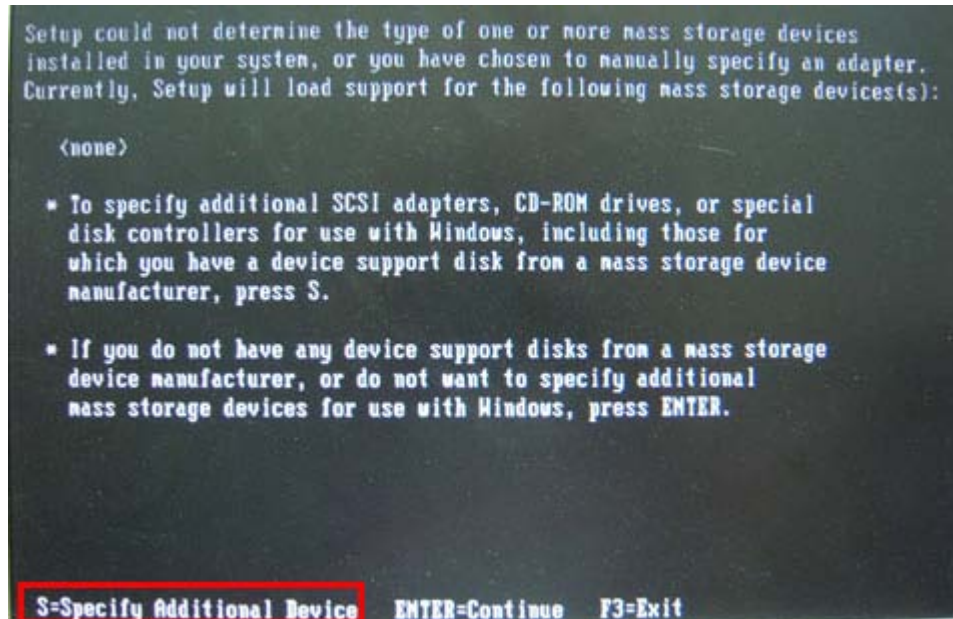 Setup could not determine the type of one or more mass storage devices
installed in your system, or you have chosen to manually specify an adapter.
Currently, Setup will load support for the following mass storage devices(s):
<none>
* To specify additional SCSI adapters, CD-ROM drives, or special
disk controllers for use with Windows, including those for
which you have a device support disk from a mass storage device
manufacturer, press S.
* If you do not have any device support disks from a mass storage
device manufacturer, or do not want to specify additional
mass storage devices for use with Windows, press ENTER.
S=Specify Additional Device ENTER=Continue F3=Exit